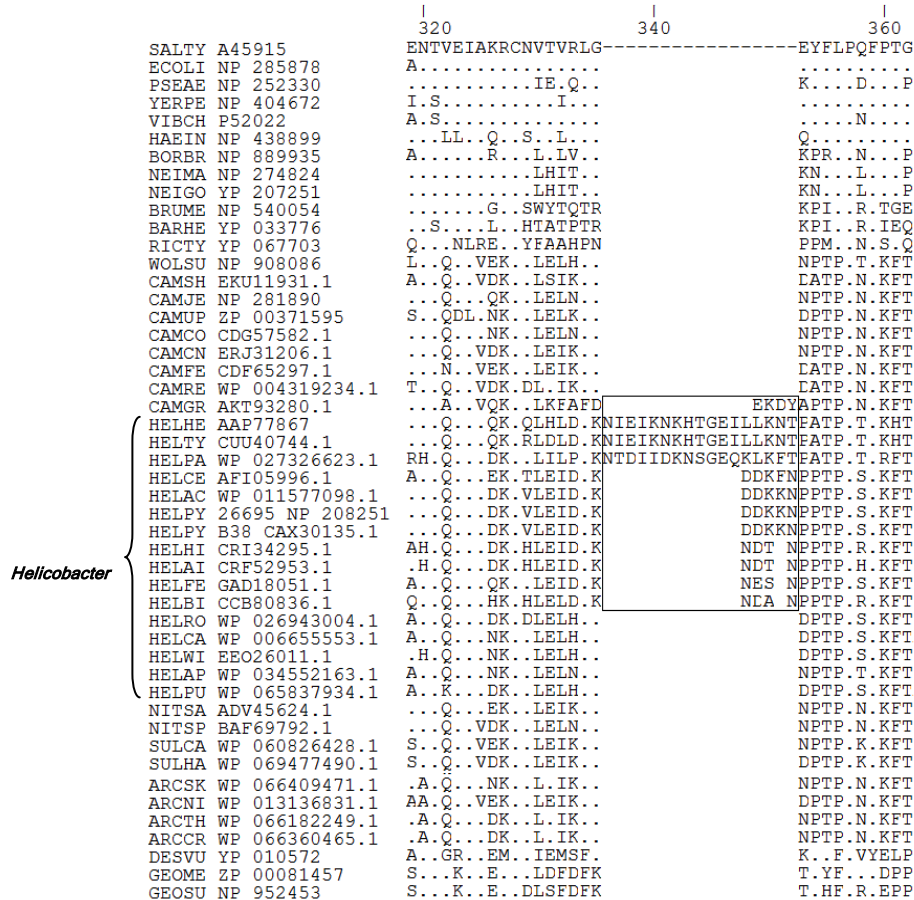 320 340 360
SALTY A45915 ENTVEIAKRCNVTVRLG-----------------EYFLPQFPTG
ECOLI NP 285878 A................ ..........
PSEAE NP 252330 ...........IE.Q.. K....D...P
YERPE NP 404672 I.S..........I... ..........
VIBCH P52022 A.S.............. .....N....
HAEIN NP 438899 ...LL..Q..S..L... Q.........
BORBR NP 889935 A......R...L.LV.. KPR..N...P
NEIMA NP 274824 ...........LHIT.. KN...L...P
NEIGO YP 207251 ...........LHIT.. KN...L...P
BRUME NP 540054 .......G..SWYTQTR KPI..R.TGE
BARHE YP 033776 ..S....L..HTATPTR KPI..R.IEQ
RICTY YP 067703 Q...NLRE..YFAAHPN PPM..N.S.Q
WOLSU NP 908086 L..Q..VEK..LELH.. NPTP.T.KFT
CAMSH EKU11931.1 A..Q..VDK..LSIK.. DATP.N.KFT
CAMJE NP 281890 ...Q...QK..LELN.. NPTP.N.KFT
CAMUP ZP 00371595 S..QDL.NK..LELK.. DPTP.N.KFT
CAMCO CDG57582.1 ...Q...NK..LELN.. NPTP.N.KFT
CAMCN ERJ31206.1 ...Q..VDK..LEIK.. NPTP.N.KFT
CAMFE CDF65297.1 ...N..VEK..LEIK.. DATP.N.KFT
CAMRE WP 004319234.1 T..Q..VDK.DL.IK.. DATP.N.KFT
CAMGR AKT93280.1 ...A..VQK..LKFAFD EKDYAPTP.N.KFT
HELHE AAP77867 ...Q...QK.QLHLD.KNIEIKNKHTGEILLKNTPATP.T.KHT
HELTY CUU40744.1 ...Q...QK.RLDLD.KNIEIKNKHTGEILLKNTPATP.T.KHT
HELPA WP 027326623.1 RH.Q...DK..LILP.KNTDIIDKNSGEQKLKFTPATP.T.RFT
HELCE AFI05996.1 A..Q...EK.TLEID.K DDKFNPPTP.S.KFT
HELAC WP 011577098.1 ...Q...DK.VLEID.K DDKKNPPTP.S.KFT
HELPY 26695 NP 208251 ...Q...DK.VLEID.K DDKKNPPTP.S.KFT
HELPY B38 CAX30135.1 ...Q...DK.VLEID.K DDKKNPPTP.S.KFT
HELHI CRI34295.1 AH.Q...DK.HLEID.K NDT NPPTP.R.KFT
HELAI CRF52953.1 .H.Q...DK.HLEID.K NDT NPPTP.H.KFT
Helicobacter
HELFE GAD18051.1 A..Q...QK.LEID.K NES NPPTP.S.KFT
HELBI CCB80836.1 Q..Q...HK.HLELD.K NDA NPPTP.R.KFT
HELRO WP 026943004.1 A..Q...DK.DLELH.. DPTP.S.KFT
HELCA WP 006655553.1 A..Q...NK..LELH.. DPTP.S.KFT
HELWI EEO26011.1 .H.Q...NK..LELH.. DPTP.S.KFT
HELAP WP 034552163.1 A..N...QK..LELN.. NPTP.T.KFT
HELPU WP 065837934.1 A..K...DK..LELH.. DPTP.S.KFT
NITSA ADV45624.1 ...Q...EK..LEIK.. NPTP.N.KFT
NITSP BAF69792.1 ...Q..VDK..LELN.. NPTP.N.KFT
SULCA WP 060826428.1 S..Q..VEK..LEIK.. NPTP.K.KFT
SULHA WP 069477490.1 S..Q..VDK..LEIK.. DPTP.K.KFT
ARCSK WP 066409471.1 .A.Q...NK..L.IK.. NPTP.N.KFT
ARCNI WP 013136831.1 AA.Q..VEK..LEIK.. DPTP.N.KFT
ARCTH WP 066182249.1 .A.Q...DK..L.IK.. NPTP.N.KFT
ARCCR WP 066360465.1 .A.Q...DK..L.IK.. NPTP.N.KFT
DESVU YP 010572 A..GR..EM..IEMSF. K..F.VYELP
GEOME ZP 00081457 S...K..E...LDFDFK T.YF...DPP
GEOSU NP 952453 S...K..E..DLSFDFK T.HF.R.EPP